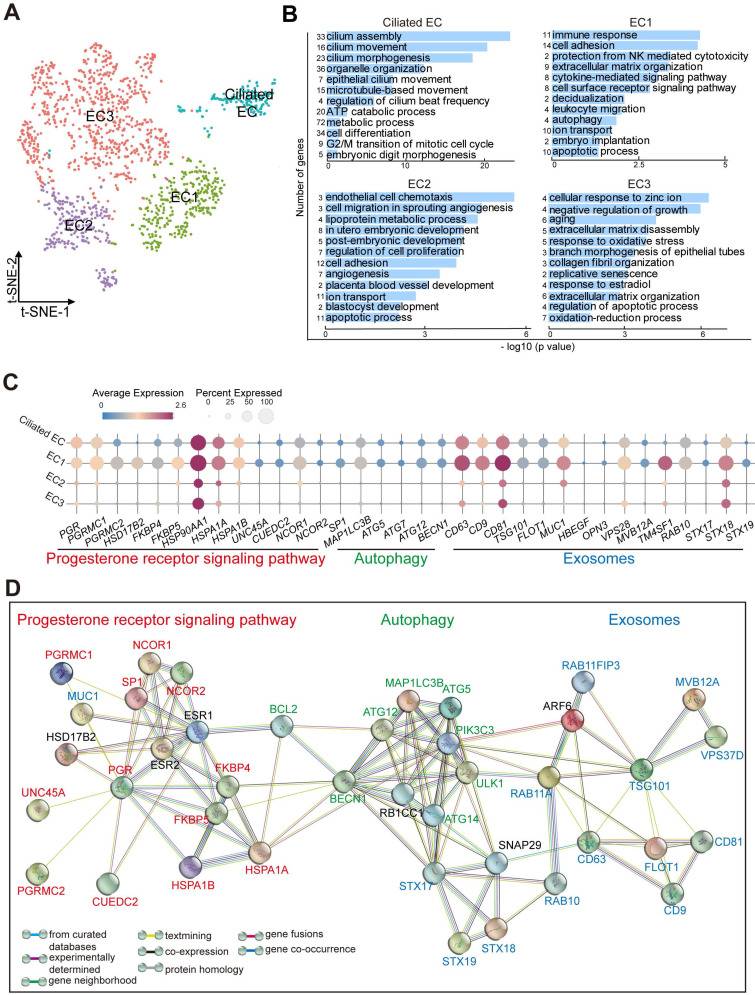 A
EC3
Ciliated
EC
EC1
EC2
t-SNE-2
t-SNE-1
B
Number of genes
Ciliated EC
33 cilium assembly
16 cilium movement
23 cilium morphogenesis
36 organelle organization
7 epithelial cilium movement
15 microtubule-based movement
4 regulation of cilium beat frequency
20 ATP catabolic process
72 metabolic process
34 cell differentiation
9 G2/M transition of mitotic cell cycle
5 embryonic digit morphogenesis
0 10 20
EC1
11 immune response
14 cell adhesion
2 protection from NK mediated cytotoxicity
9 extracellular matrix organization
8 cytokine-mediated signaling pathway
8 cell surface receptor signaling pathway
2 decidualization
4 leukocyte migration
4 autophagy
10 ion transport
2 embryo implantation
10 apoptotic process
0 2.5 5
EC2
3 endothelial cell chemotaxis
3 cell migration in sprouting angiogenesis
4 lipoprotein metabolic process
8 in utero embryonic development
5 post-embryonic development
7 regulation of cell proliferation
12 cell adhesion
7 angiogenesis
2 placenta blood vessel development
11 ion transport
2 blastocyst development
11 apoptotic process
0 3 6
EC3
4 cellular response to zinc ion
4 negative regulation of growth
6 aging
5 extracellular matrix disassembly
5 response to oxidative stress
3 branch morphogenesis of epithelial tubes
3 collagen fibril organization
2 replicative senescence
4 response to estradiol
6 extracellular matrix organization
4 regulation of apoptotic process
7 oxidation-reduction process
0 3 6
- log10 (p value)
C
Average Expression
0 2.6
Percent Expressed
0 25 50 100
Ciliated EC
EC1
EC2
EC3
PGR
PGRMC1
PGRMC2
HSD17B2
FKBP4
FKBP5
HSP90AA1
HSPA1A
HSPA1B
UNC45A
CUEDC2
NCOR1
NCOR2
SP1
MAP1LC3B
ATG5
ATG7
ATG12
BECN1
CD63
CD9
CD81
TSG101
FLOT1
MUC1
HBEGF
OPN3
VPS28
MVB12A
TM4SF1
RAB10
STX17
STX18
STX19
Progesterone receptor signaling pathway
Autophagy
Exosomes
D
Progesterone receptor signaling pathway
Autophagy
Exosomes
NCOR1
PGRMC1
SP1
NCOR2
MUC1
ESR1
BCL2
HSD17B2
ESR2
PGR
FKBP4
UNC45A
FKBP5
HSPA1A
HSPA1B
PGRMC2
CUEDC2
MAP1LC3B
ATG5
ATG12
PIK3C3
BECN1
ULK1
RB1CC1
ATG14
SNAP29
STX17
STX18
STX19
RAB10
RAB11FIP3
ARF6
MVB12A
VPS37D
RAB11A
TSG101
CD63
CD81
FLOT1
CD9
from curated
databases
experimentally
determined
gene neighborhood
textmining
co-expression
protein homology
gene fusions
gene co-occurrence